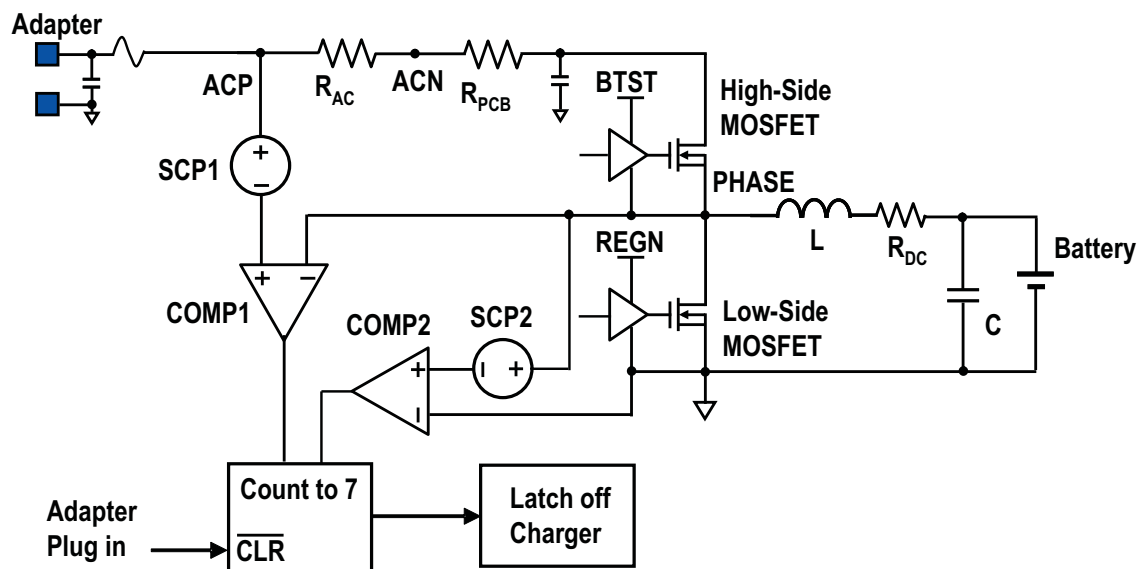 Adapter
ACP
R_AC
ACN
R_PCB
BTST
High-Side
MOSFET
SCP1
+
–
PHASE
+ –
COMP1
REGN
L
R_DC
Battery
COMP2
SCP2
Low-Side
MOSFET
C
+
–
– +
Count to 7
CLR
Latch off
Charger
Adapter
Plug in